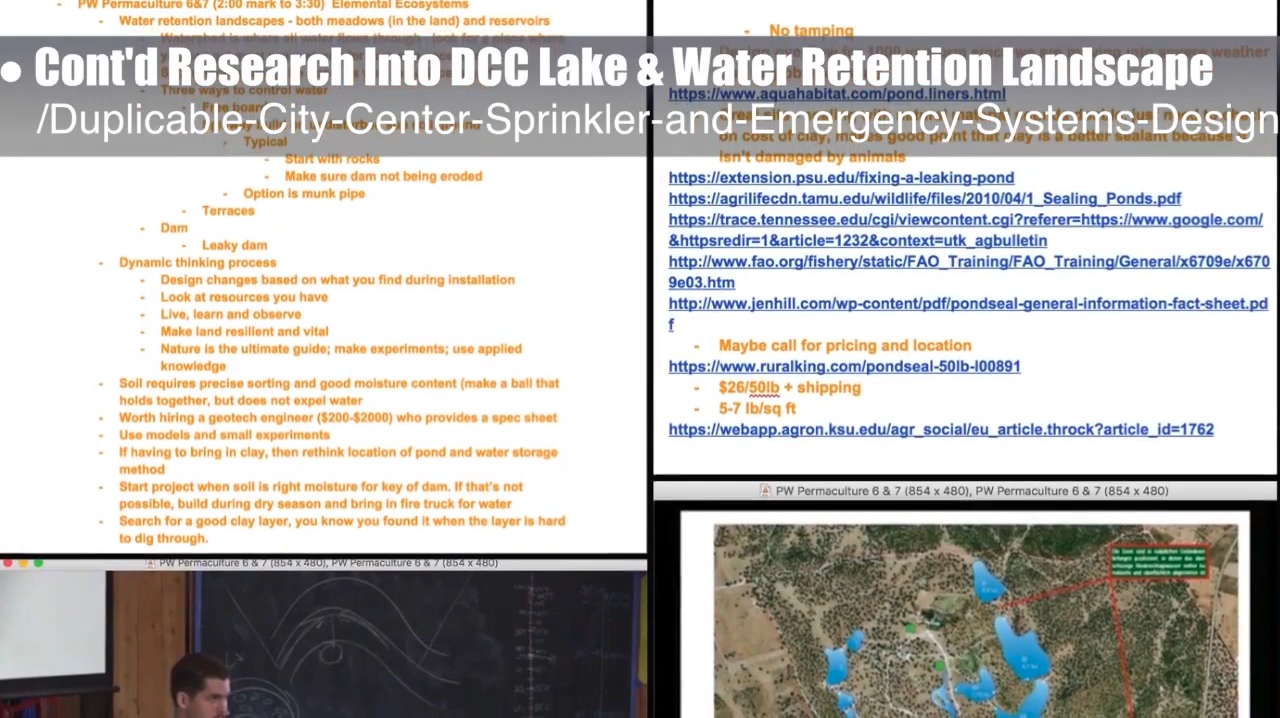 - PW Permaculture 6&7 (2:00 mark to 3:30) Elemental Ecosystems
- Water retention landscapes - both meadows (in the land) and reservoirs
• Cont'd Research Into DCC Lake & Water Retention Landscape
/Duplicable-City-Center-Sprinkler-and-Emergency-Systems-Design
- Three ways to control water
- Typical
- Start with rocks
- Make sure dam not being eroded
- Option is munk pipe
- Terraces
- Dam
- Leaky dam
- Dynamic thinking process
- Design changes based on what you find during installation
- Look at resources you have
- Live, learn and observe
- Make land resilient and vital
- Nature is the ultimate guide; make experiments; use applied
knowledge
- Soil requires precise sorting and good moisture content (make a ball that
holds together, but does not expel water
- Worth hiring a geotech engineer ($200-$2000) who provides a spec sheet
- Use models and small experiments
- If having to bring in clay, then rethink location of pond and water storage
method
- Start project when soil is right moisture for key of dam. If that's not
possible, build during dry season and bring in fire truck for water
- Search for a good clay layer, you know you found it when the layer is hard
to dig through.
- No tamping
https://www.aquahabitat.com/pond.liners.html
on cost of clay, makes good point that clay is a better sealant because
isn't damaged by animals
https://extension.psu.edu/fixing-a-leaking-pond
https://agrilifecdn.tamu.edu/wildlife/files/2010/04/1_Sealing_Ponds.pdf
https://trace.tennessee.edu/cgi/viewcontent.cgi?referer=https://www.google.com/
&httpsredir=1&article=1232&context=utk_agbulletin
http://www.fao.org/fishery/static/FAO_Training/FAO_Training/General/x6709e/x670
9e03.htm
http://www.jenhill.com/wp-content/pdf/pondseal-general-information-fact-sheet.pd
f
- Maybe call for pricing and location
https://www.ruralking.com/pondseal-50lb-l00891
- $26/50lb + shipping
- 5-7 lb/sq ft
https://webapp.agron.ksu.edu/agr_social/eu_article.throck?article_id=1762
PW Permaculture 6 & 7 (854 x 480), PW Permaculture 6 & 7 (854 x 480)
PW Permaculture 6 & 7 (854 x 480), PW Permaculture 6 & 7 (854 x 480)